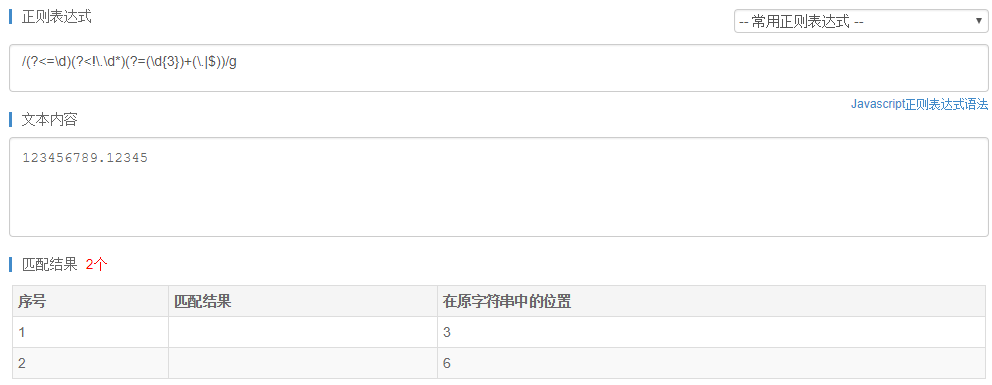 正则表达式
-- 常用正则表达式 --
/(?<=\d)(?<!\.\d*)(?=(\d{3})+(\.|$))/g
Javascript正则表达式语法
文本内容
123456789.12345
匹配结果 2个
序号 匹配结果 在原字符串中的位置
1 3
2 6